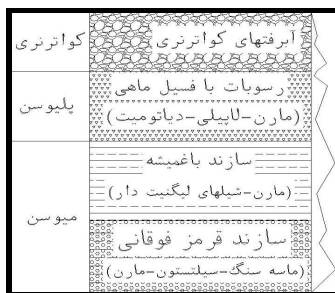 کواترنری
آبرفتهای کواترنری
پلیوسن
رسوبات با فسیل ماهی
(مارن-لاپیلی-دیاتومیت)
میوسن
سازند باغمیشه
(مارن-شیلهای لیگنیت دار)
سازند قرمز فوقانی
(ماسه سنگ-سیلتستون-مارن)